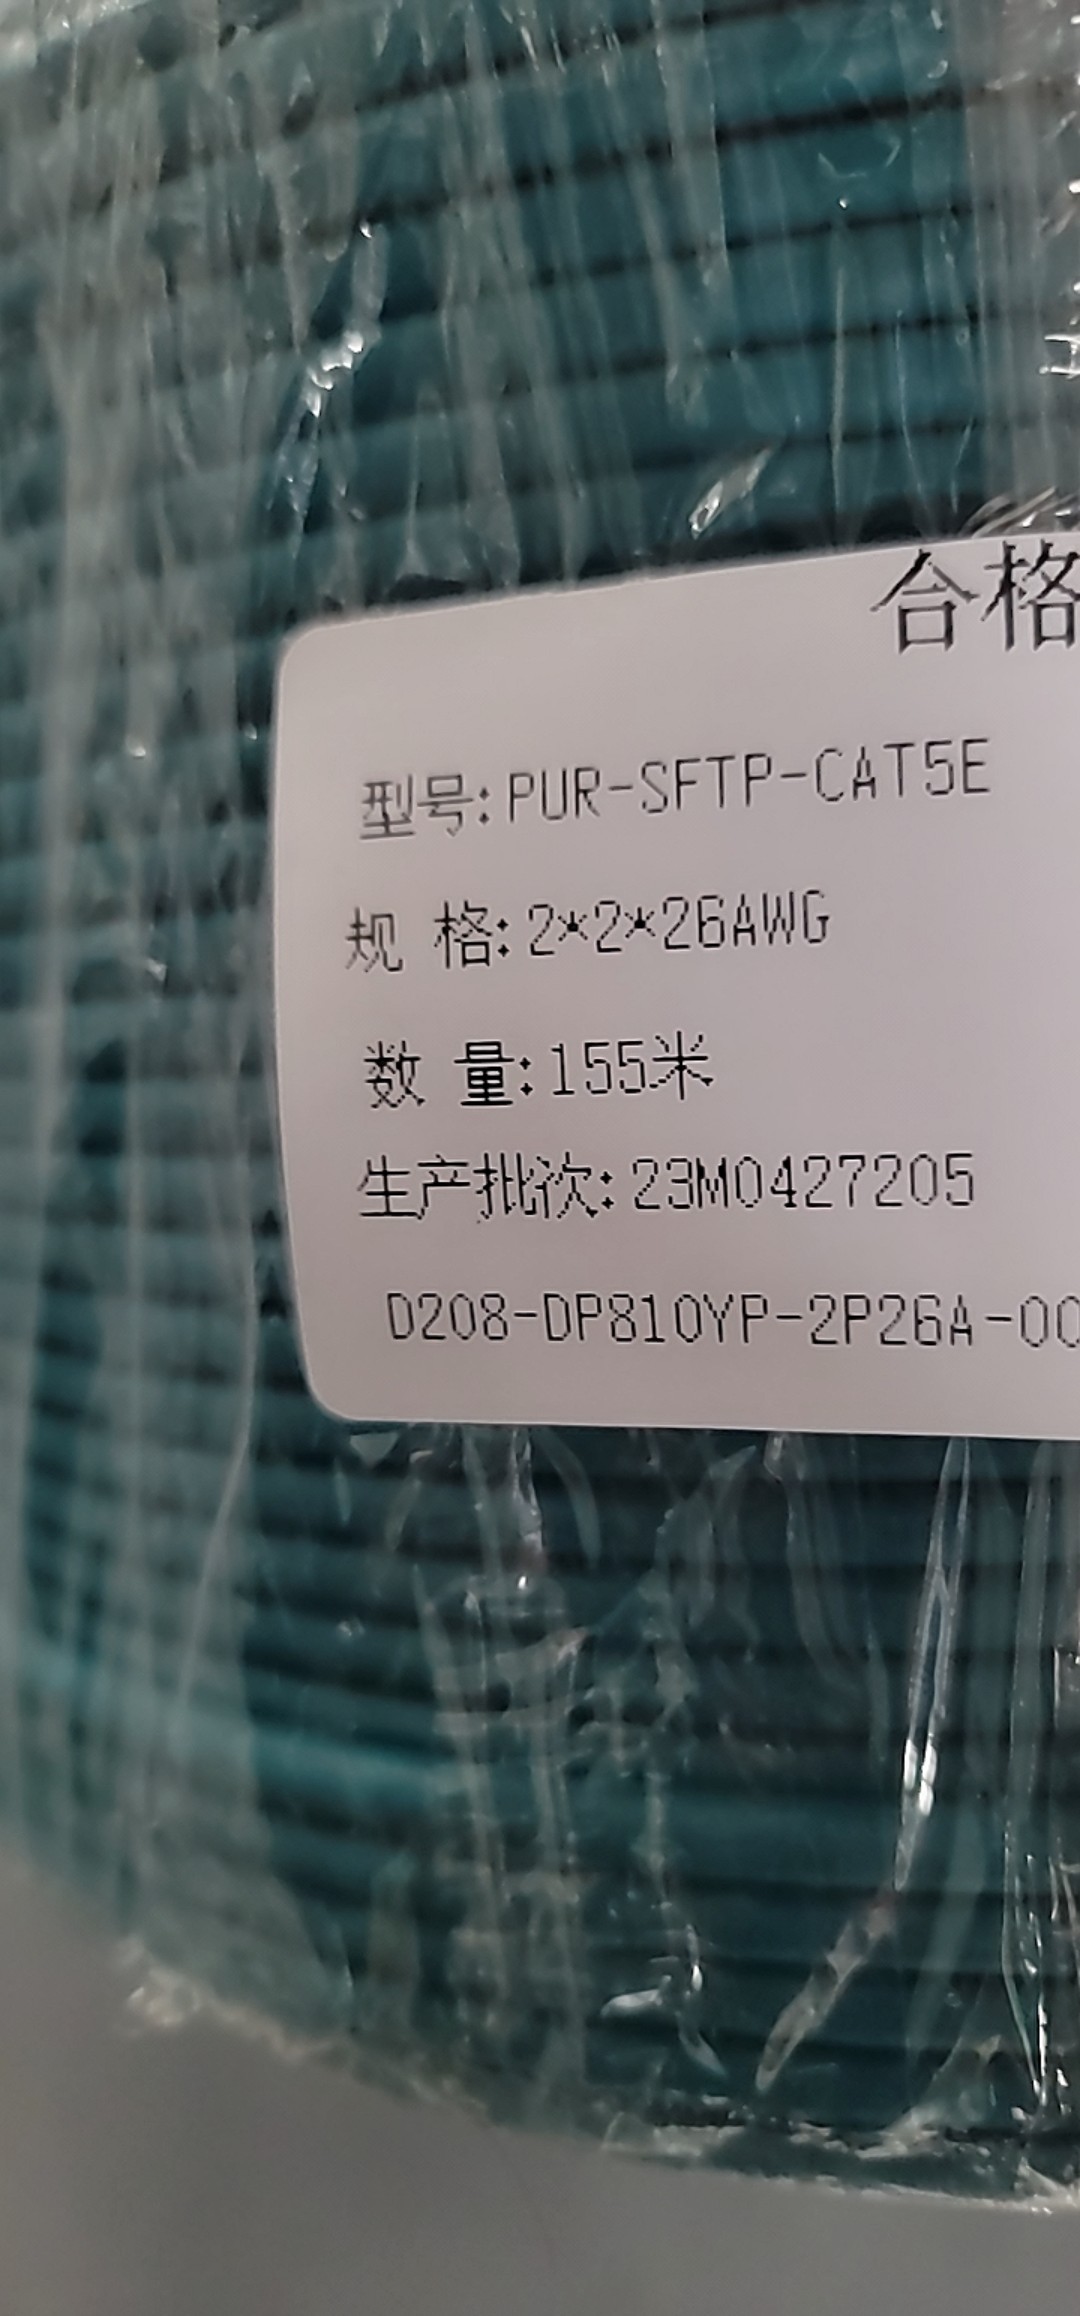 合格
型号:PUR-SFTP-CAT5E
规 格:2*2*26AWG
数 量:155米
生产批次:23M0427205
D208-DP810YP-2P26A-00